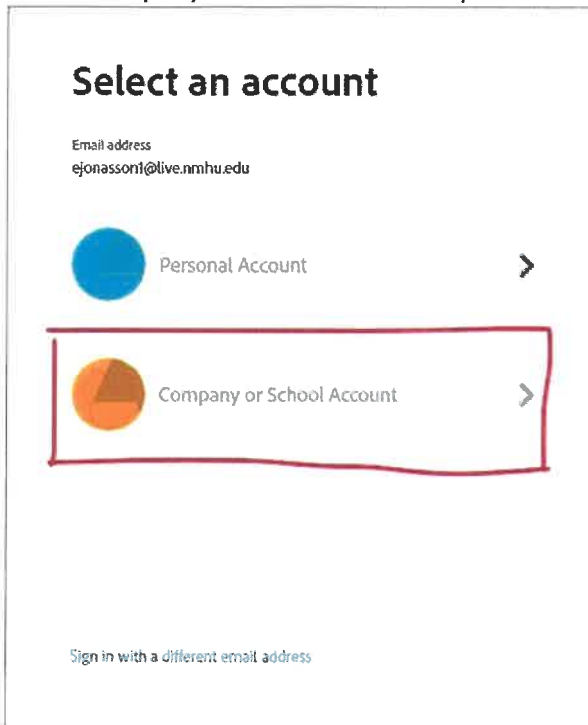 Select an account
Email address
ejonasson1@live.nmhu.edu
Personal Account
Company or School Account
Sign in with a different email address